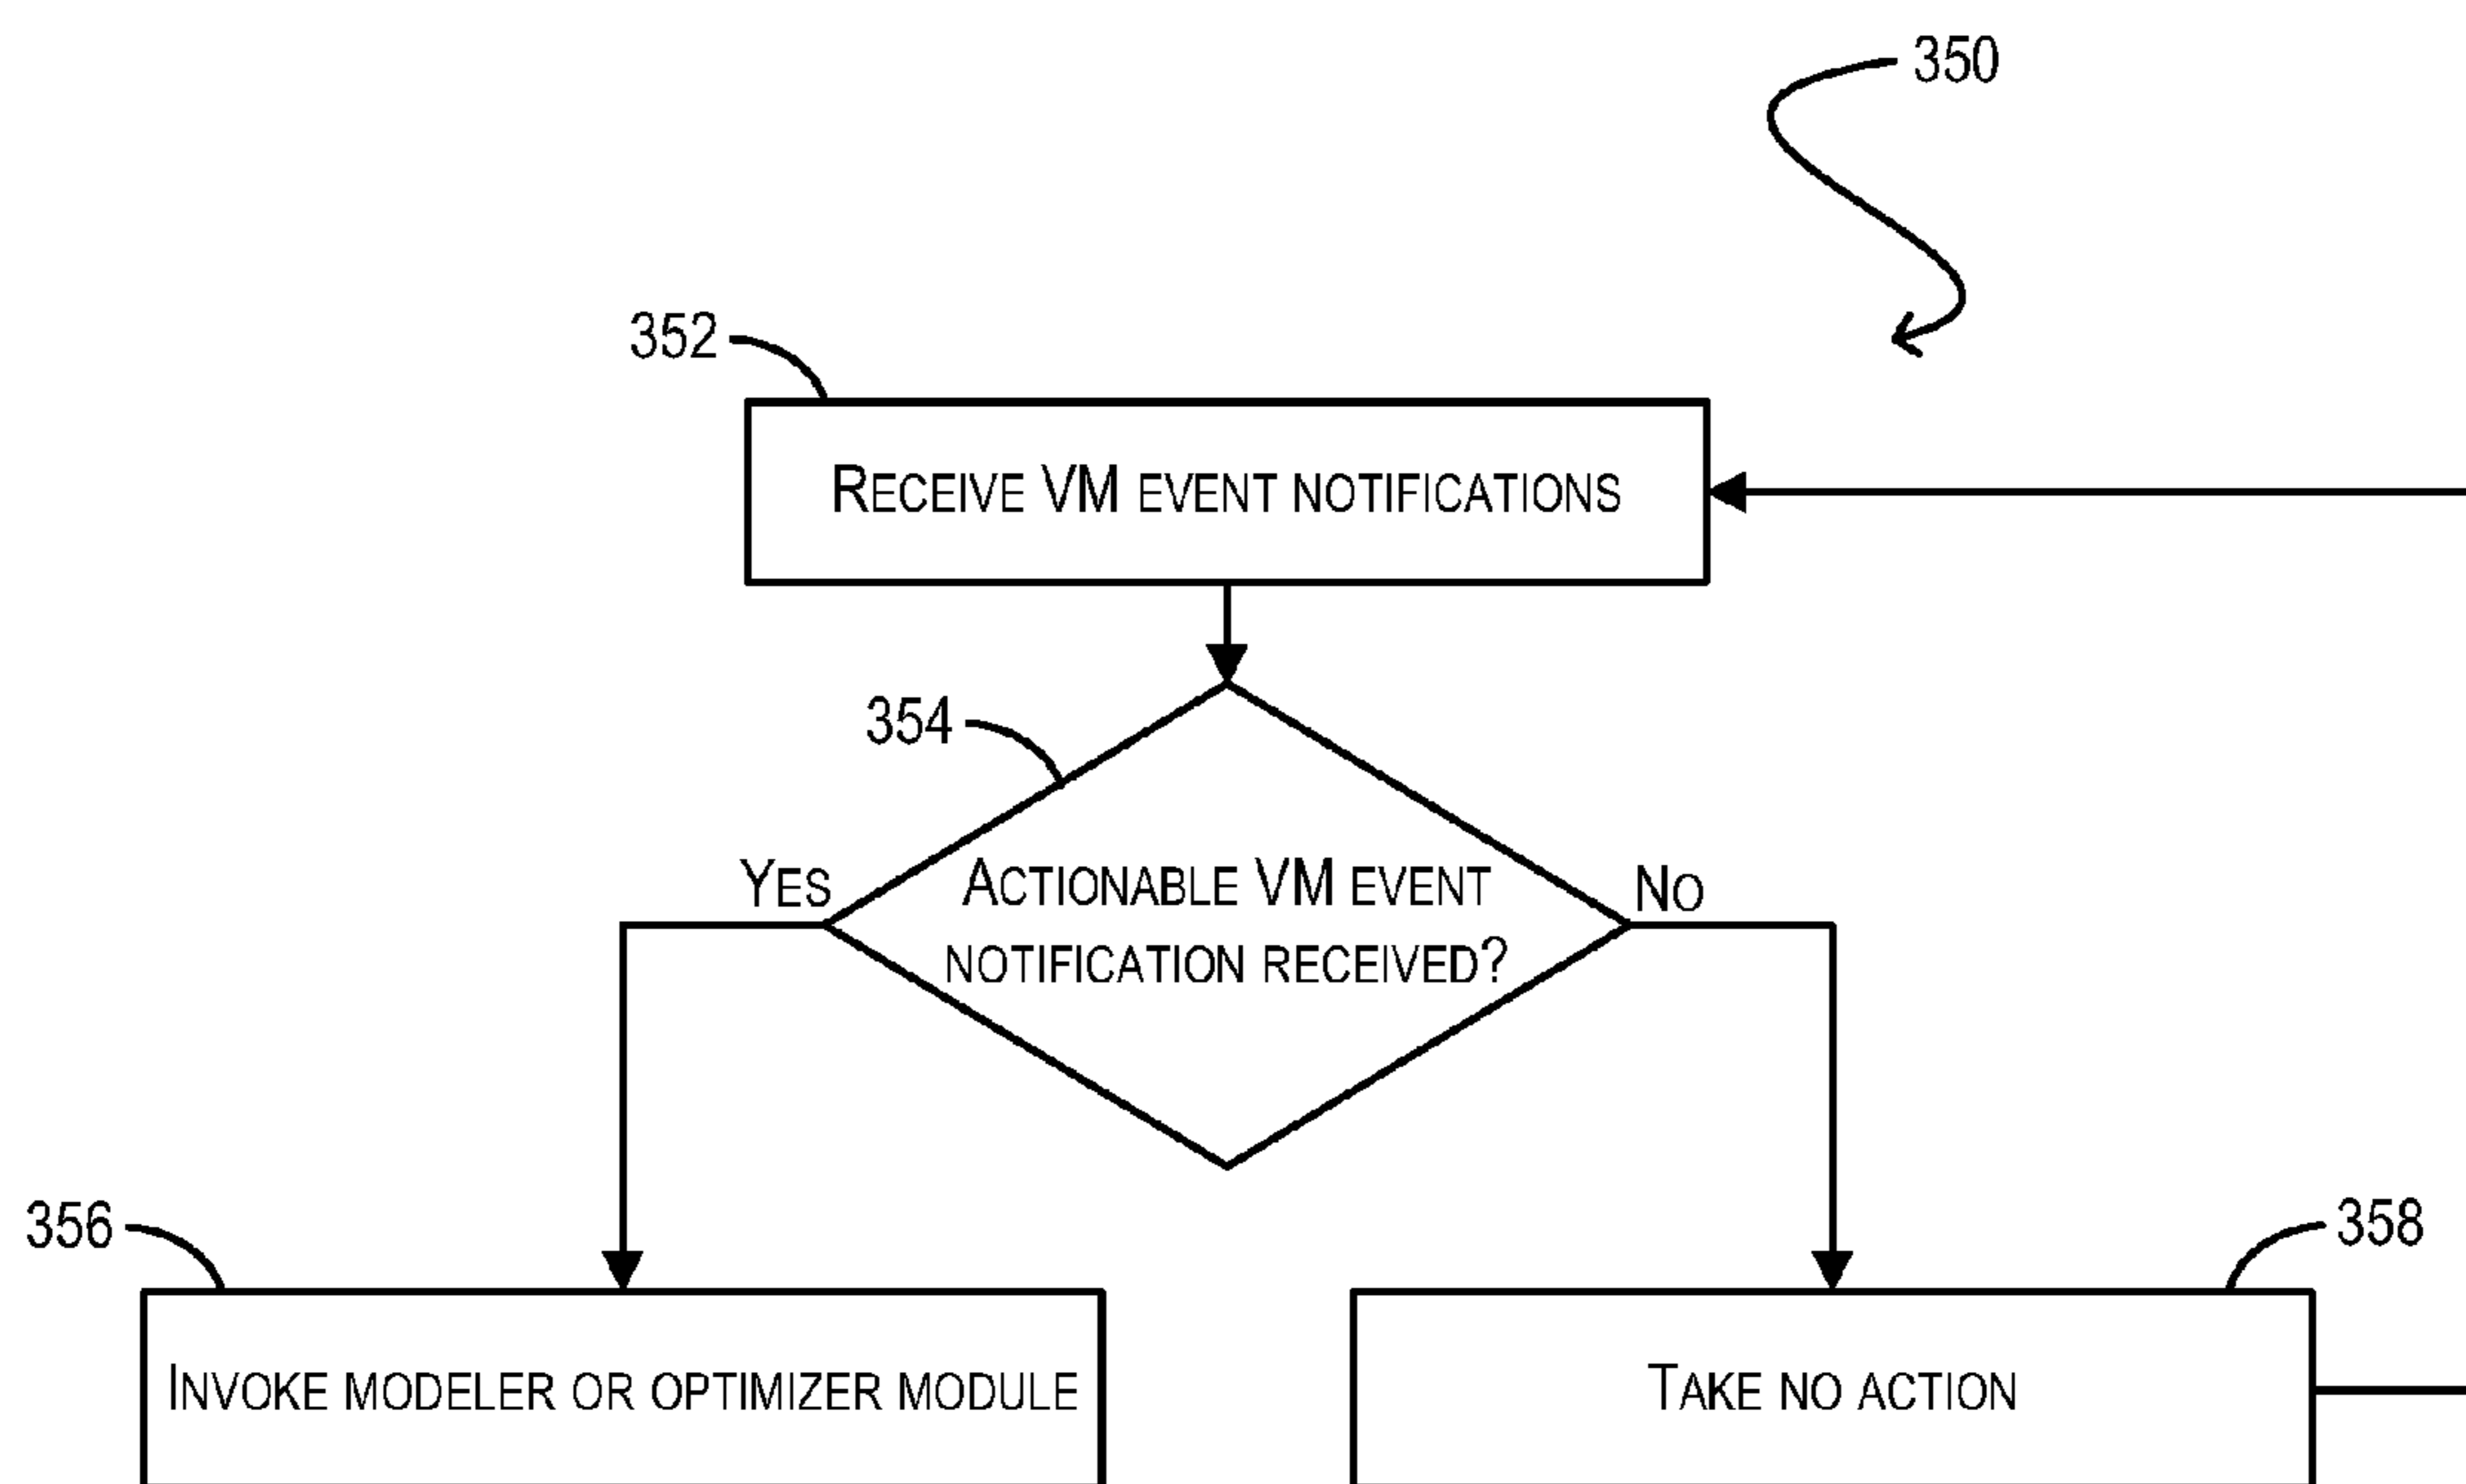 350
352
RECEIVE VM EVENT NOTIFICATIONS
354
YES
ACTIONABLE VM EVENT
NOTIFICATION RECEIVED?
NO
356
358
INVOKE MODELER OR OPTIMIZER MODULE
TAKE NO ACTION